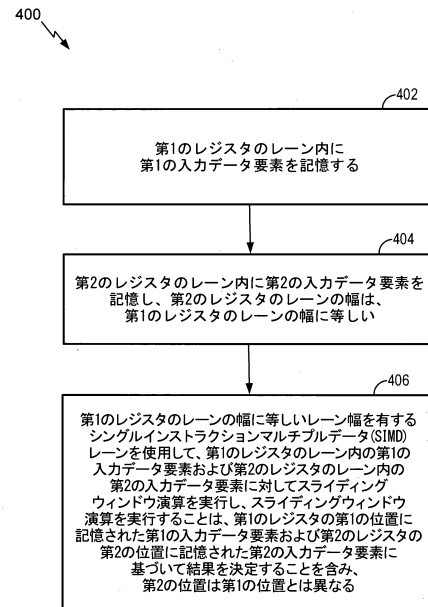 400
402
第1のレジスタのレーン内に
第1の入力データ要素を記憶する
404
第2のレジスタのレーン内に第2の入力データ要素を
記憶し、第2のレジスタのレーンの幅は、
第1のレジスタのレーンの幅に等しい
406
第1のレジスタのレーンの幅に等しいレーン幅を有する
シングルインストラクションマルチプルデータ(SIMD)
レーンを使用して、第1のレジスタのレーン内の第1の
入力データ要素および第2のレジスタのレーン内の
第2の入力データ要素に対してスライディング
ウィンドウ演算を実行し、スライディングウィンドウ
演算を実行することは、第1のレジスタの第1の位置に
記憶された第1の入力データ要素および第2のレジスタの
第2の位置に記憶された第2の入力データ要素に
基づいて結果を決定することを含み、
第2の位置は第1の位置とは異なる